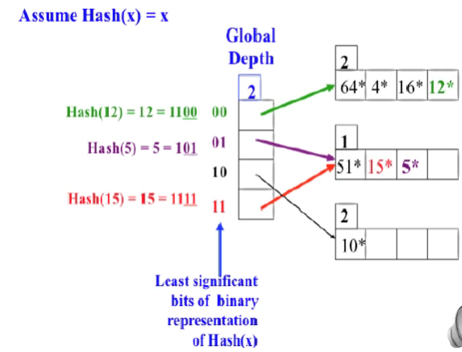 Assume Hash(x) = x
Global
Depth
2
Hash(12) = 12 = 1100 00
Hash(5) = 5 = 101 01
10
Hash(15) = 15 = 1111 11
2
64* 4* 16* 12*
1
51* 15* 5*
2
10*
Least significant
bits of binary
representation
of Hash(x)